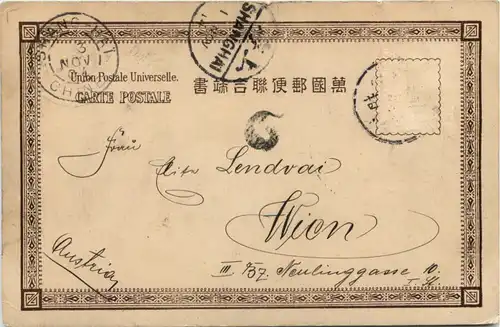 SHANGHAI
NOV 1
SHANGHAI
Union Postale Universelle.
CARTE POSTALE
書端合聯便郵國萬
Frau
Lendvai
Wien
III
Neulinggasse 10
Austria